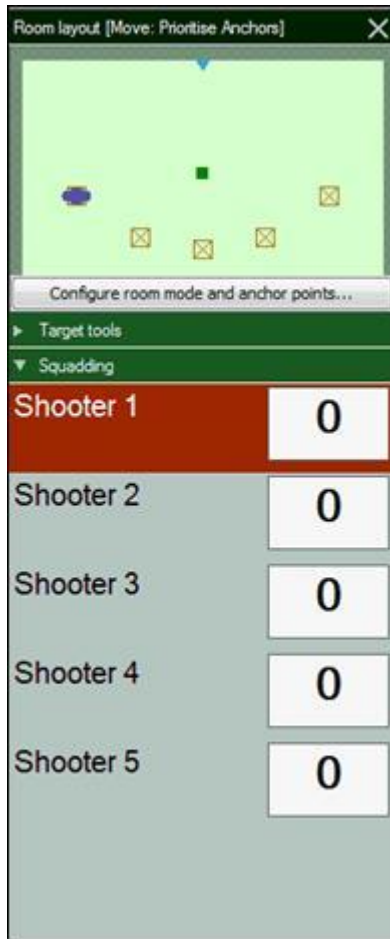 Room layout [Move: Prioritise Anchors]
Configure room mode and anchor points...
Target tools
Squadding
Shooter 1 0
Shooter 2 0
Shooter 3 0
Shooter 4 0
Shooter 5 0